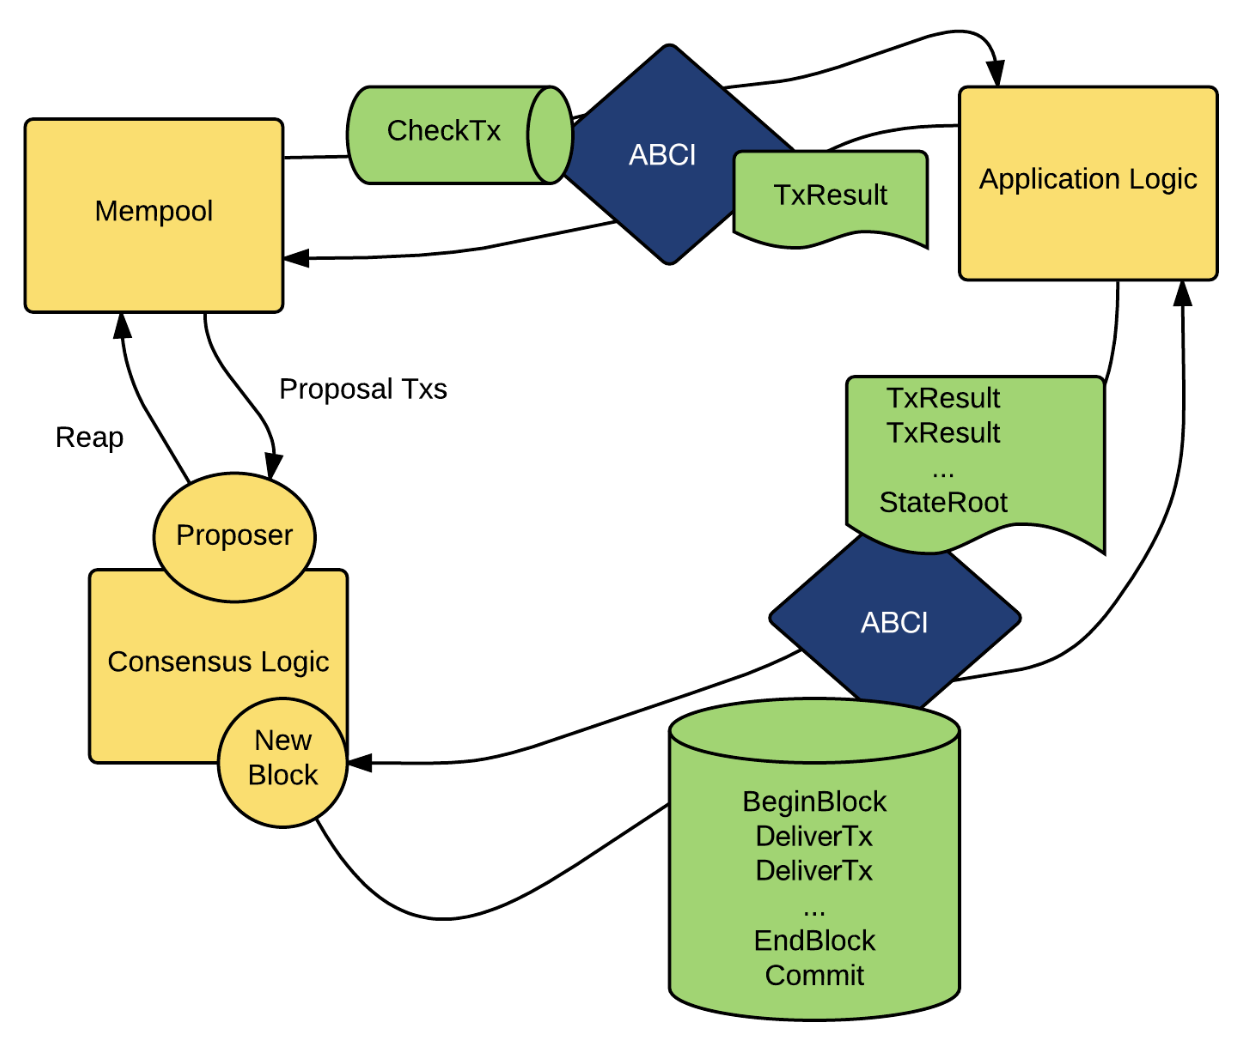 CheckTx
ABCI
TxResult
Application Logic
Mempool
Proposal Txs
Reap
TxResult
TxResult
...
StateRoot
Proposer
ABCI
Consensus Logic
New
Block
BeginBlock
DeliverTx
DeliverTx
...
EndBlock
Commit